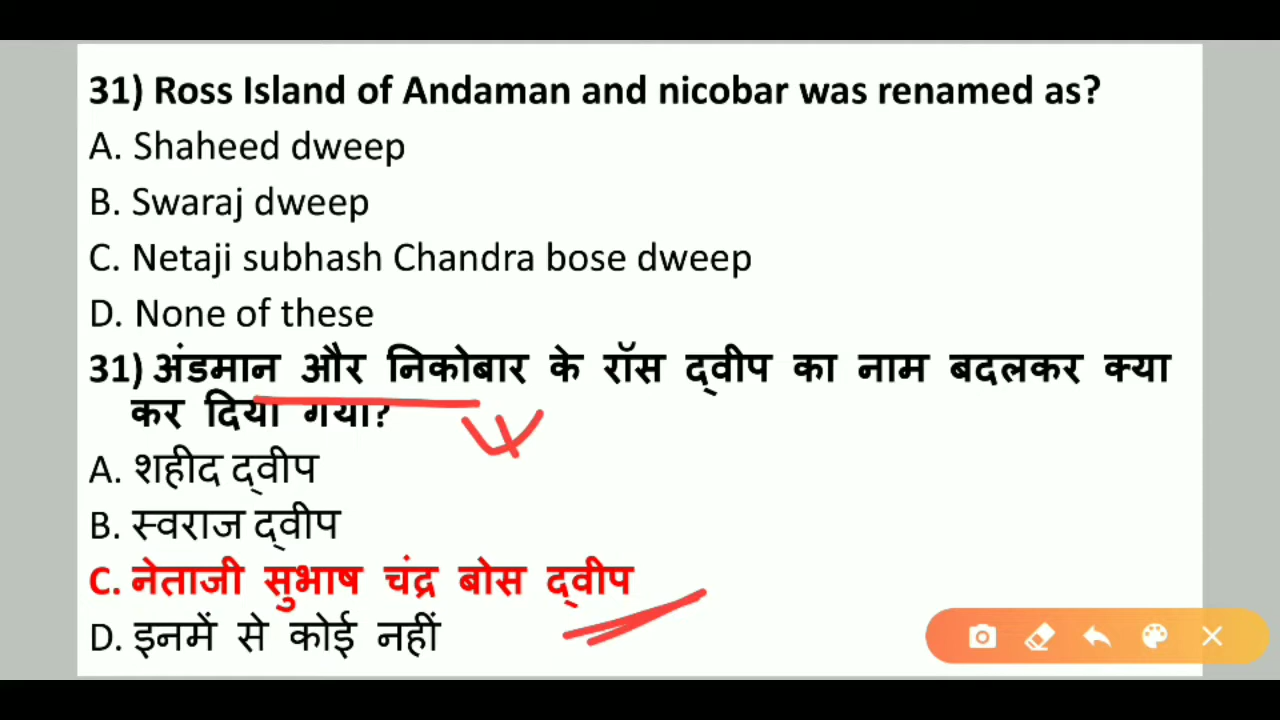 31) Ross Island of Andaman and nicobar was renamed as?
A. Shaheed dweep
B. Swaraj dweep
C. Netaji subhash Chandra bose dweep
D. None of these
31) अंडमान और निकोबार के रॉस द्वीप का नाम बदलकर क्या
कर दिया गया?
A. शहीद द्वीप
B. स्वराज द्वीप
C. नेताजी सुभाष चंद्र बोस द्वीप
D. इनमें से कोई नहीं